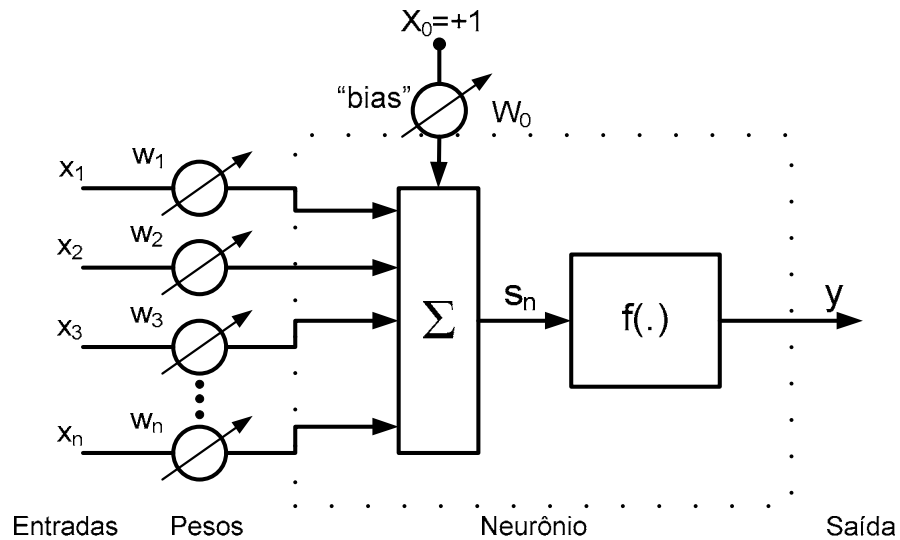 X₀=+1
“bias”
W₀
x₁
w₁
x₂
w₂
x₃
w₃
xₙ
wₙ
Σ
sₙ
f(.)
y
Entradas
Pesos
Neurônio
Saída